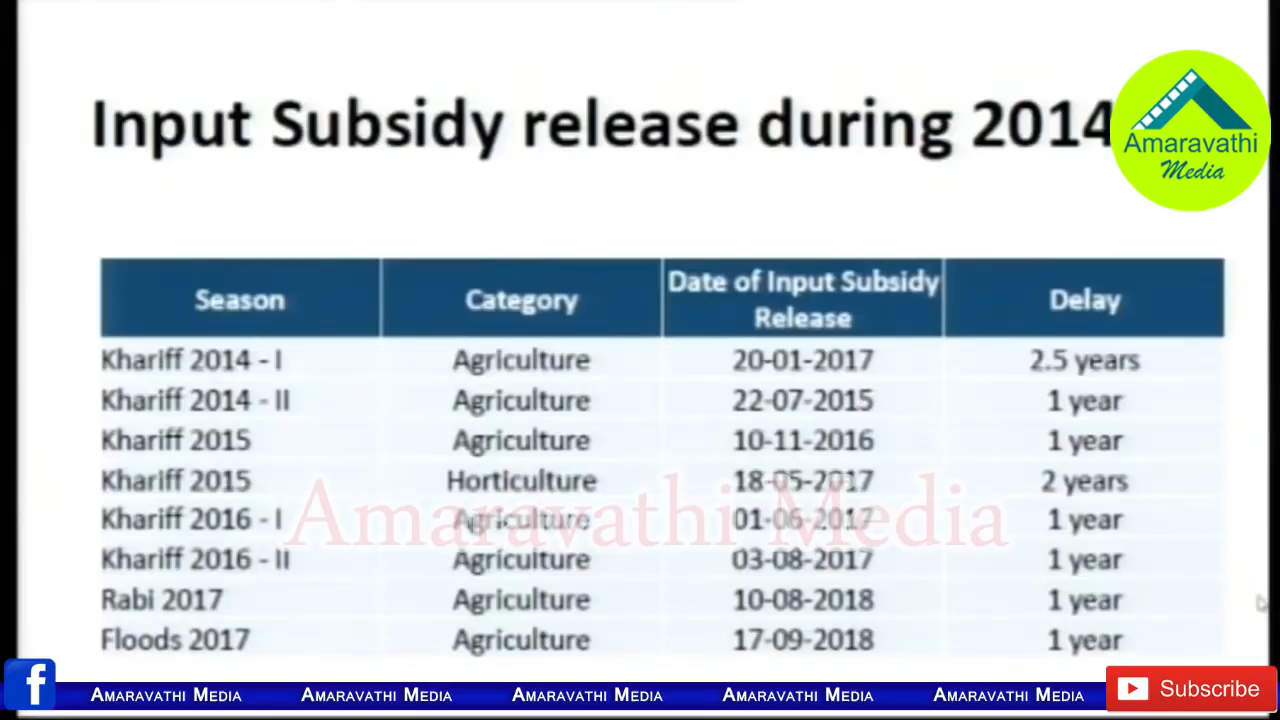 Input Subsidy release during 2014
Amaravathi
Media
Season Category Date of Input Subsidy Release Delay
Khariff 2014 - I Agriculture 20-01-2017 2.5 years
Khariff 2014 - II Agriculture 22-07-2015 1 year
Khariff 2015 Agriculture 10-11-2016 1 year
Khariff 2015 Horticulture 18-05-2017 2 years
Amaravathi Media
Khariff 2016 - I Agriculture 01-06-2017 1 year
Khariff 2016 - II Agriculture 03-08-2017 1 year
Rabi 2017 Agriculture 10-08-2018 1 year
Floods 2017 Agriculture 17-09-2018 1 year
f AMARAVATHI MEDIA AMARAVATHI MEDIA AMARAVATHI MEDIA AMARAVATHI MEDIA AMARAVATHI MEDIA Subscribe